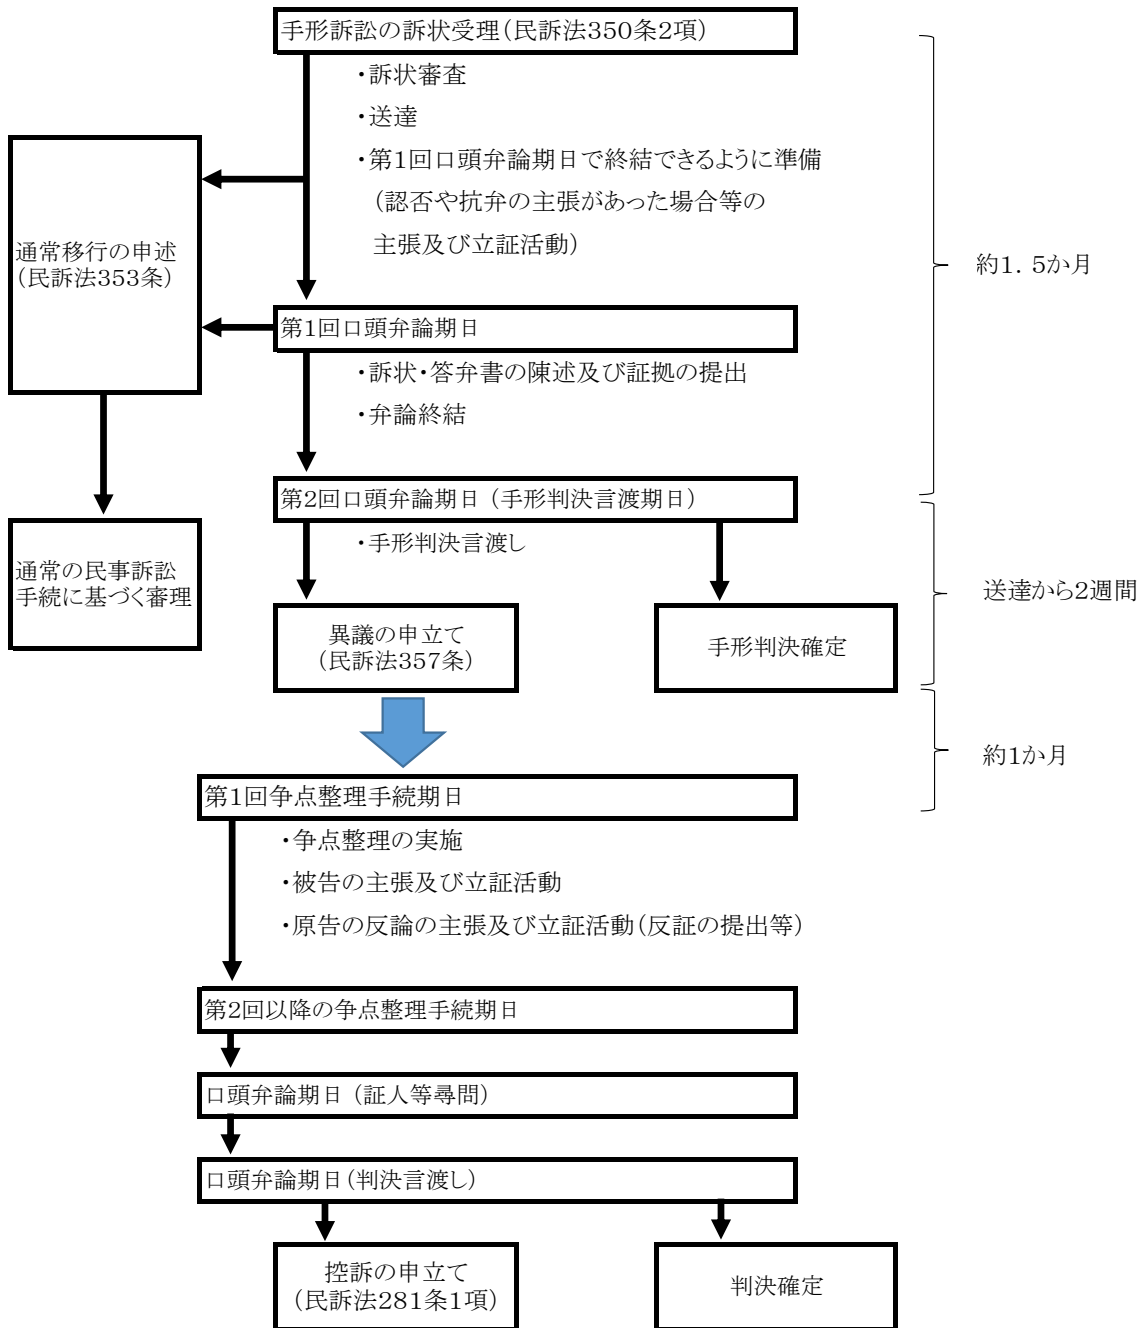 手形訴訟の訴状受理(民訴法350条2項)
・訴状審査
・送達
・第1回口頭弁論期日で終結できるように準備
(認否や抗弁の主張があった場合等の
主張及び立証活動)
通常移行の申述
(民訴法353条)
約1.5か月
第1回口頭弁論期日
・訴状・答弁書の陳述及び証拠の提出
・弁論終結
第2回口頭弁論期日(手形判決言渡期日)
・手形判決言渡し
通常の民事訴訟
手続に基づく審理
送達から2週間
異議の申立て
(民訴法357条)
手形判決確定
約1か月
第1回争点整理手続期日
・争点整理の実施
・被告の主張及び立証活動
・原告の反論の主張及び立証活動(反証の提出等)
第2回以降の争点整理手続期日
口頭弁論期日(証人等尋問)
口頭弁論期日(判決言渡し)
控訴の申立て
(民訴法281条1項)
判決確定